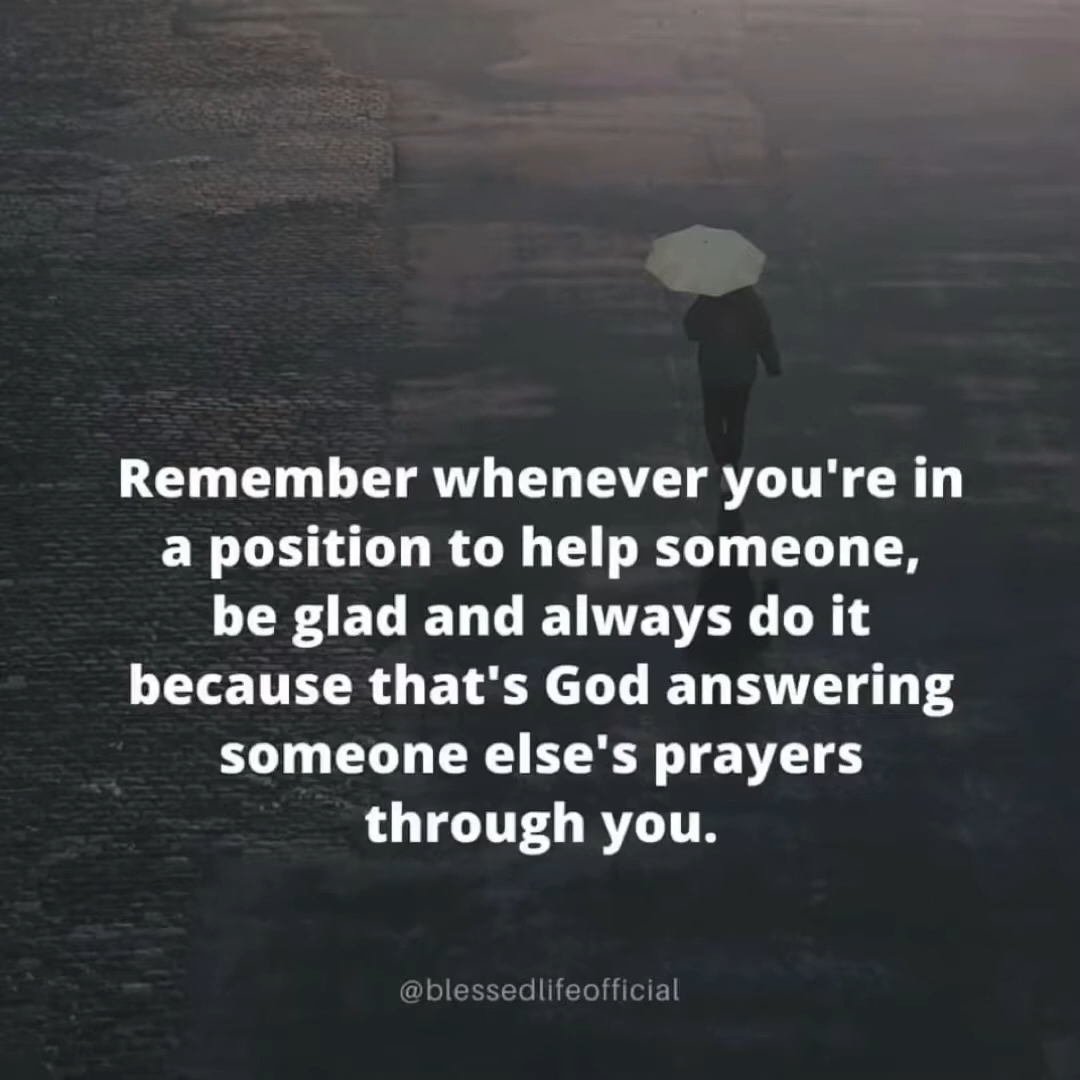 Remember whenever you're in
a position to help someone,
be glad and always do it
because that's God answering
someone else's prayers
through you.
@blessedlifeofficial